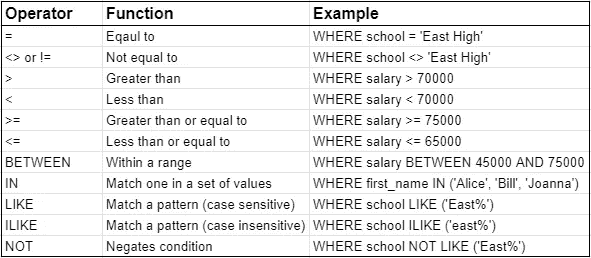 Operator Function Example
= Eqaul to WHERE school = 'East High'
<> or != Not equal to WHERE school <> 'East High'
> Greater than WHERE salary > 70000
< Less than WHERE salary < 70000
>= Greater than or equal to WHERE salary >= 75000
<= Less than or equal to WHERE salary <= 65000
BETWEEN Within a range WHERE salary BETWEEN 45000 AND 75000
IN Match one in a set of values WHERE first_name IN ('Alice', 'Bill', 'Joanna')
LIKE Match a pattern (case sensitive) WHERE school LIKE ('East%')
ILIKE Match a pattern (case insensitive) WHERE school ILIKE ('east%')
NOT Negates condition WHERE school NOT LIKE ('East%')